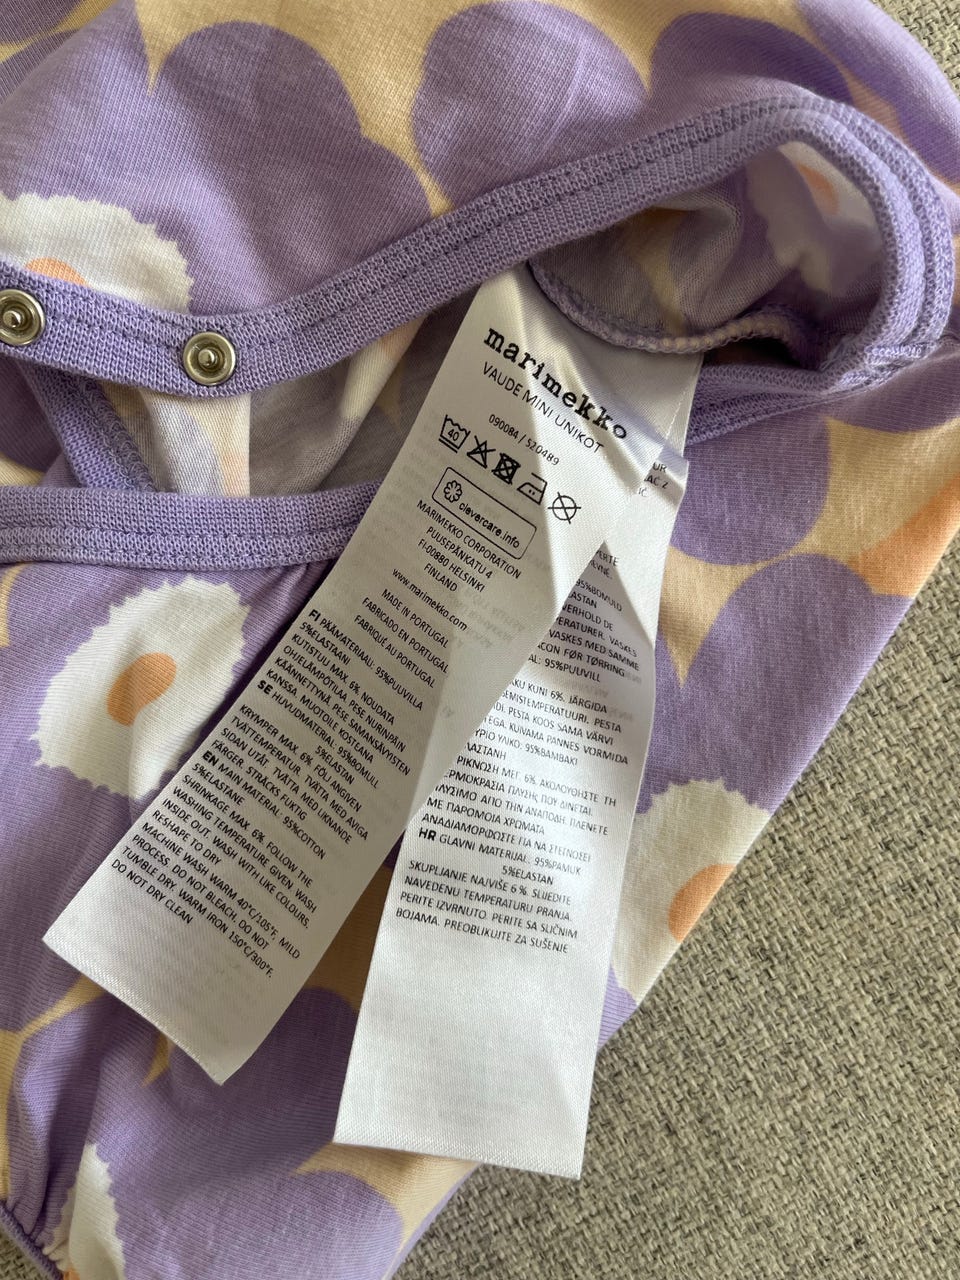 marimekko
VAUDE MINI UNIKOT
090084 / 520489
40
clevercare.info
MARIMEKKO CORPORATION
PUUSEPÄNKATU 4
FI-00880 HELSINKI
FINLAND
www.marimekko.com
MADE IN PORTUGAL
FABRICADO EN PORTUGAL
FABRIQUÉ AU PORTUGAL
FI PÄÄMATERIAALI: 95%PUUVILLA
5%ELASTAANI
KUTISTUU MAX. 6%. NOUDATA
OHJELÄMPÖTILAA. PESE NURINPÄIN
KÄÄNNETTYNÄ. PESE SAMANSÄVYISTEN
KANSSA. MUOTOILE KOSTEANA
SE HUVUDMATERIAL: 95%BOMULL
5%ELASTAN
KRYMPER MAX. 6%. FÖLJ ANGIVEN
TVÄTTEMPERATUR. TVÄTTA MED AVIGA
SIDAN UTÅT. TVÄTTA MED LIKNANDE
FÄRGER. STRÄCKS FUKTIG
EN MAIN MATERIAL: 95%COTTON
5%ELASTANE
SHRINKAGE MAX. 6%. FOLLOW THE
WASHING TEMPERATURE GIVEN. WASH
INSIDE OUT. WASH WITH LIKE COLOURS.
RESHAPE TO DRY
MACHINE WASH WARM 40°C/105°F, MILD
PROCESS. DO NOT BLEACH. DO NOT
TUMBLE DRY. WARM IRON 150°C/300°F.
DO NOT DRY CLEAN
95%BOMULD
VERHOLD DE
VASKES
VASKES MED SAMME
FØR TØRRING
95%PUUVILL
KUNI 6%. JÄRGIDA
PESTA
PESTA KOOS SAMA VÄRVI
KUIVAMA PANNES VORMIDA
ΥΛΙΚΟ: 95%ΒΑΜΒΑΚΙ
ΜΕΓ. 6%. ΑΚΟΛΟΥΘΗΣΤΕ ΤΗ
ΠΛΥΣΗΣ ΠΟΥ ΔΙΝΕΤΑΙ.
ΑΠΟ ΤΗΝ ΑΝΑΠΟΔΗ. ΠΛΕΝΕΤΕ
ΜΕ ΠΑΡΟΜΟΙΑ ΧΡΩΜΑΤΑ
ΑΝΑΔΙΑΜΟΡΦΩΣΤΕ ΓΙΑ ΝΑ ΣΤΕΓΝΩΣΕΙ
HR GLAVNI MATERIJAL: 95%PAMUK
5%ELASTAN
SKUPLJANJE NAJVIŠE 6 %. SLIJEDITE
NAVEDENU TEMPERATURU PRANJA.
PERITE IZVRNUTO. PERITE SA SLIČNIM
BOJAMA. PREOBLIKUJTE ZA SUŠENJE